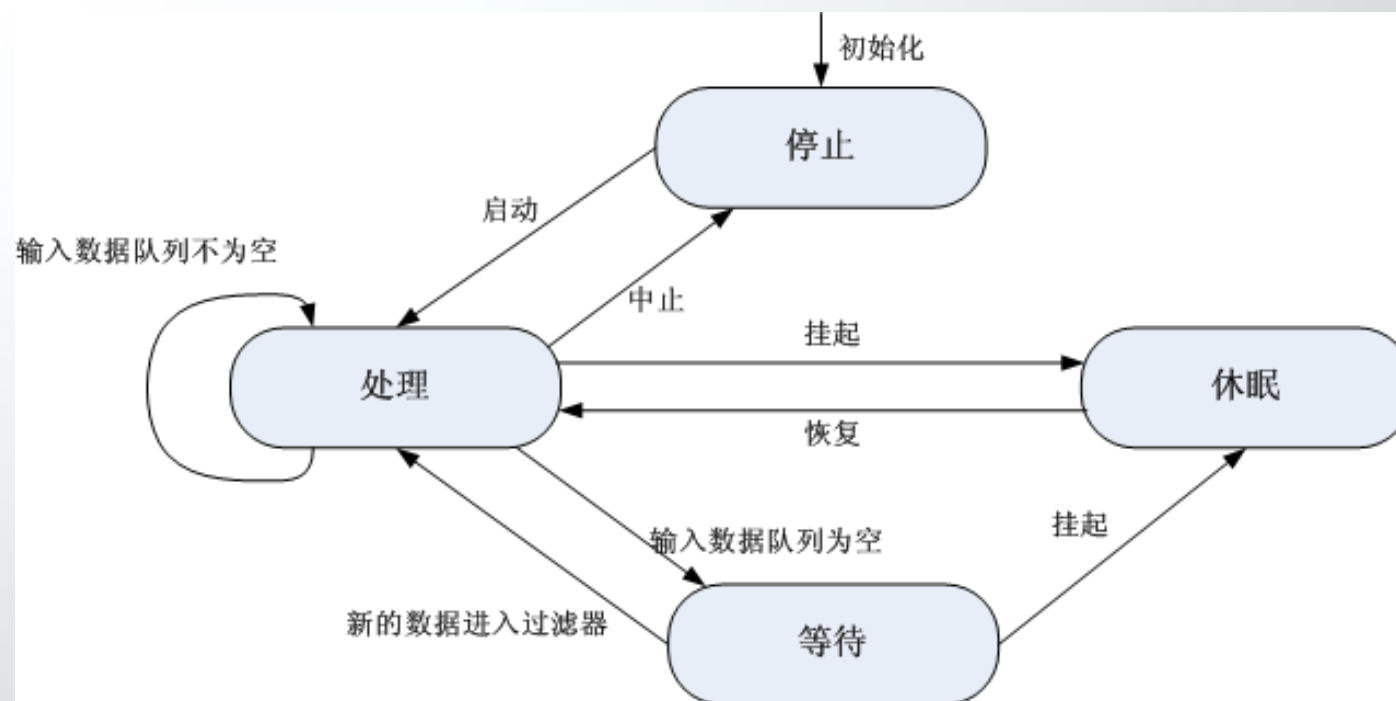 初始化
停止
启动
输入数据队列不为空
中止
挂起
处理
休眠
恢复
挂起
输入数据队列为空
新的数据进入过滤器
等待